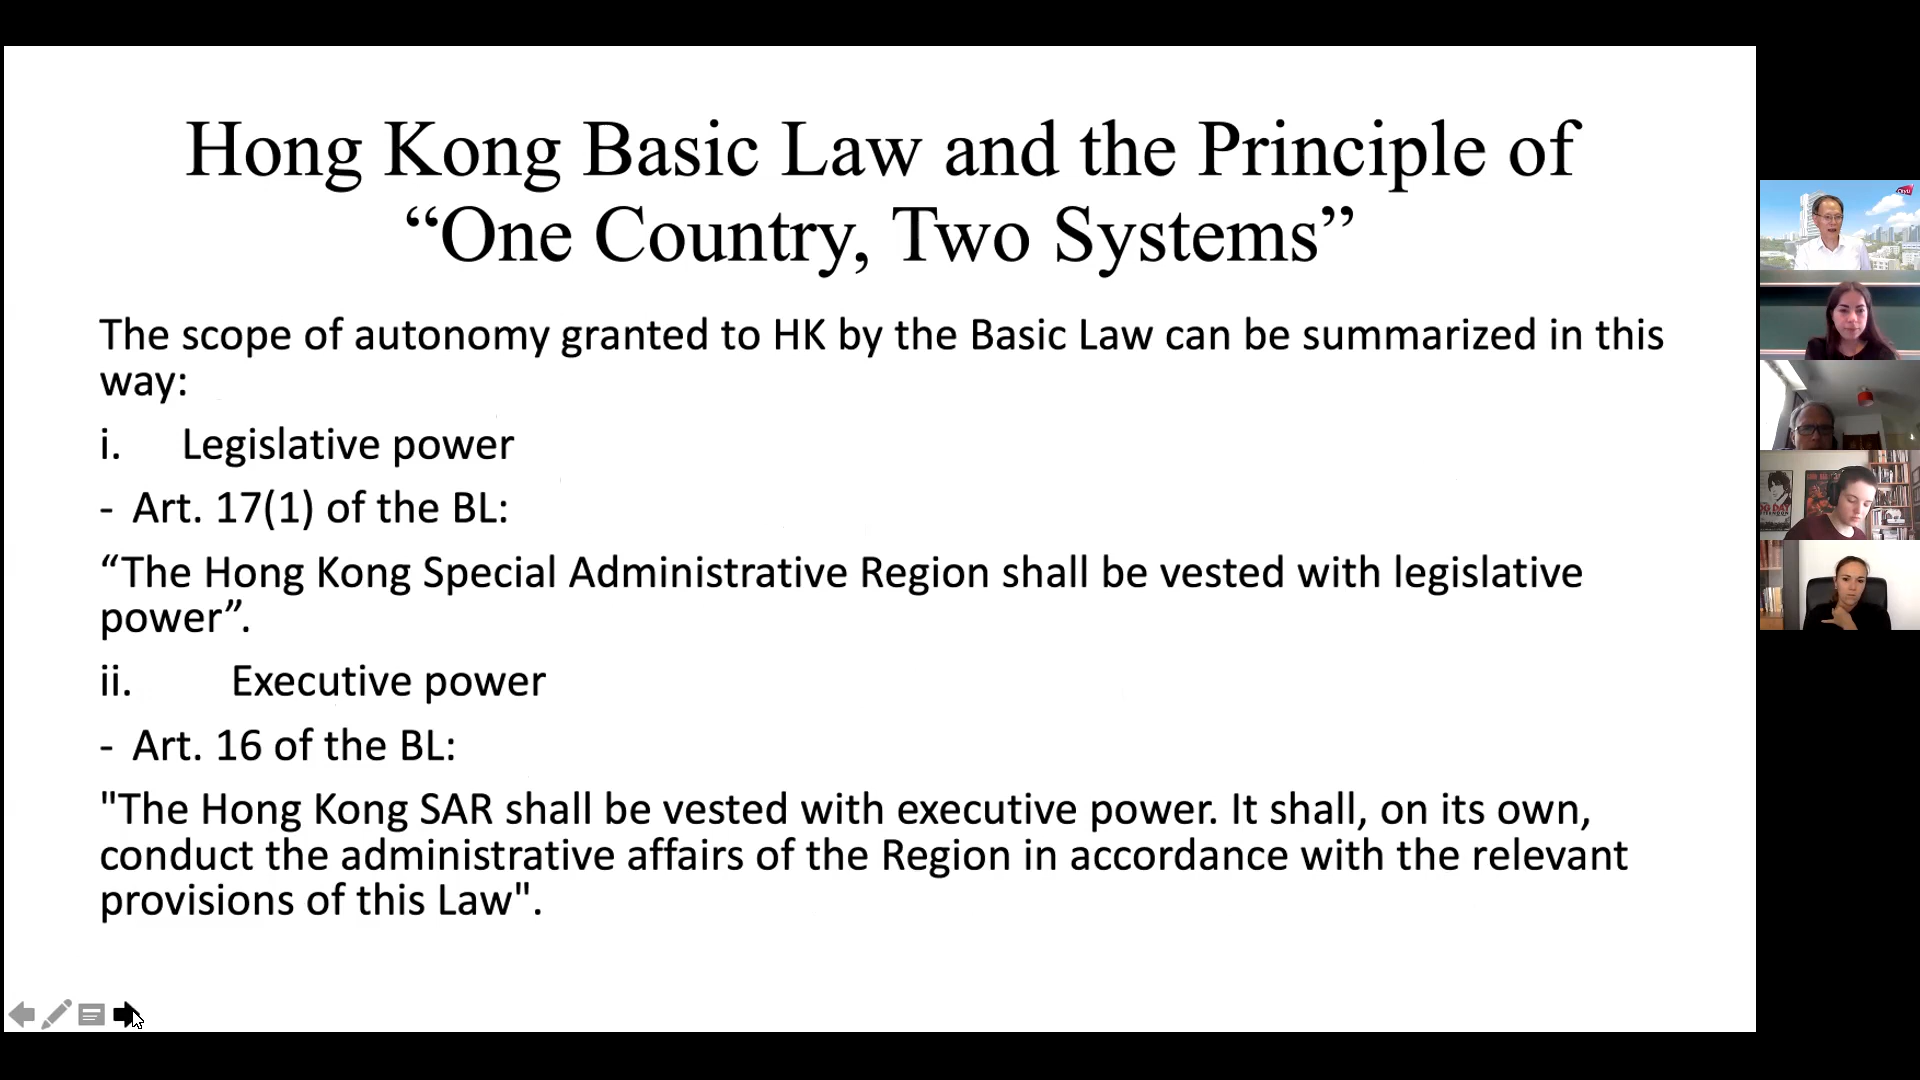 Hong Kong Basic Law and the Principle of
“One Country, Two Systems”
The scope of autonomy granted to HK by the Basic Law can be summarized in this
way:
i. Legislative power
- Art. 17(1) of the BL:
“The Hong Kong Special Administrative Region shall be vested with legislative
power”.
ii. Executive power
- Art. 16 of the BL:
"The Hong Kong SAR shall be vested with executive power. It shall, on its own,
conduct the administrative affairs of the Region in accordance with the relevant
provisions of this Law".